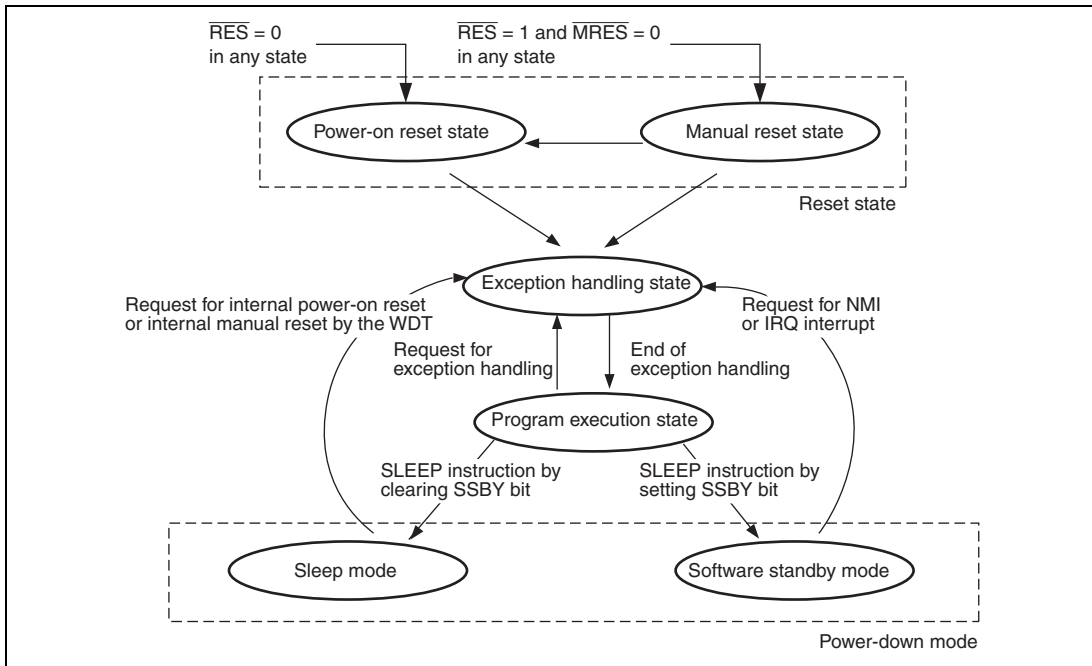 R̅E̅S̅ = 0
in any state
R̅E̅S̅ = 1 and M̅R̅E̅S̅ = 0
in any state
Power-on reset state
Manual reset state
Reset state
Exception handling state
Request for internal power-on reset
or internal manual reset by the WDT
Request for NMI
or IRQ interrupt
Request for
exception handling
End of
exception handling
Program execution state
SLEEP instruction by
clearing SSBY bit
SLEEP instruction by
setting SSBY bit
Sleep mode
Software standby mode
Power-down mode